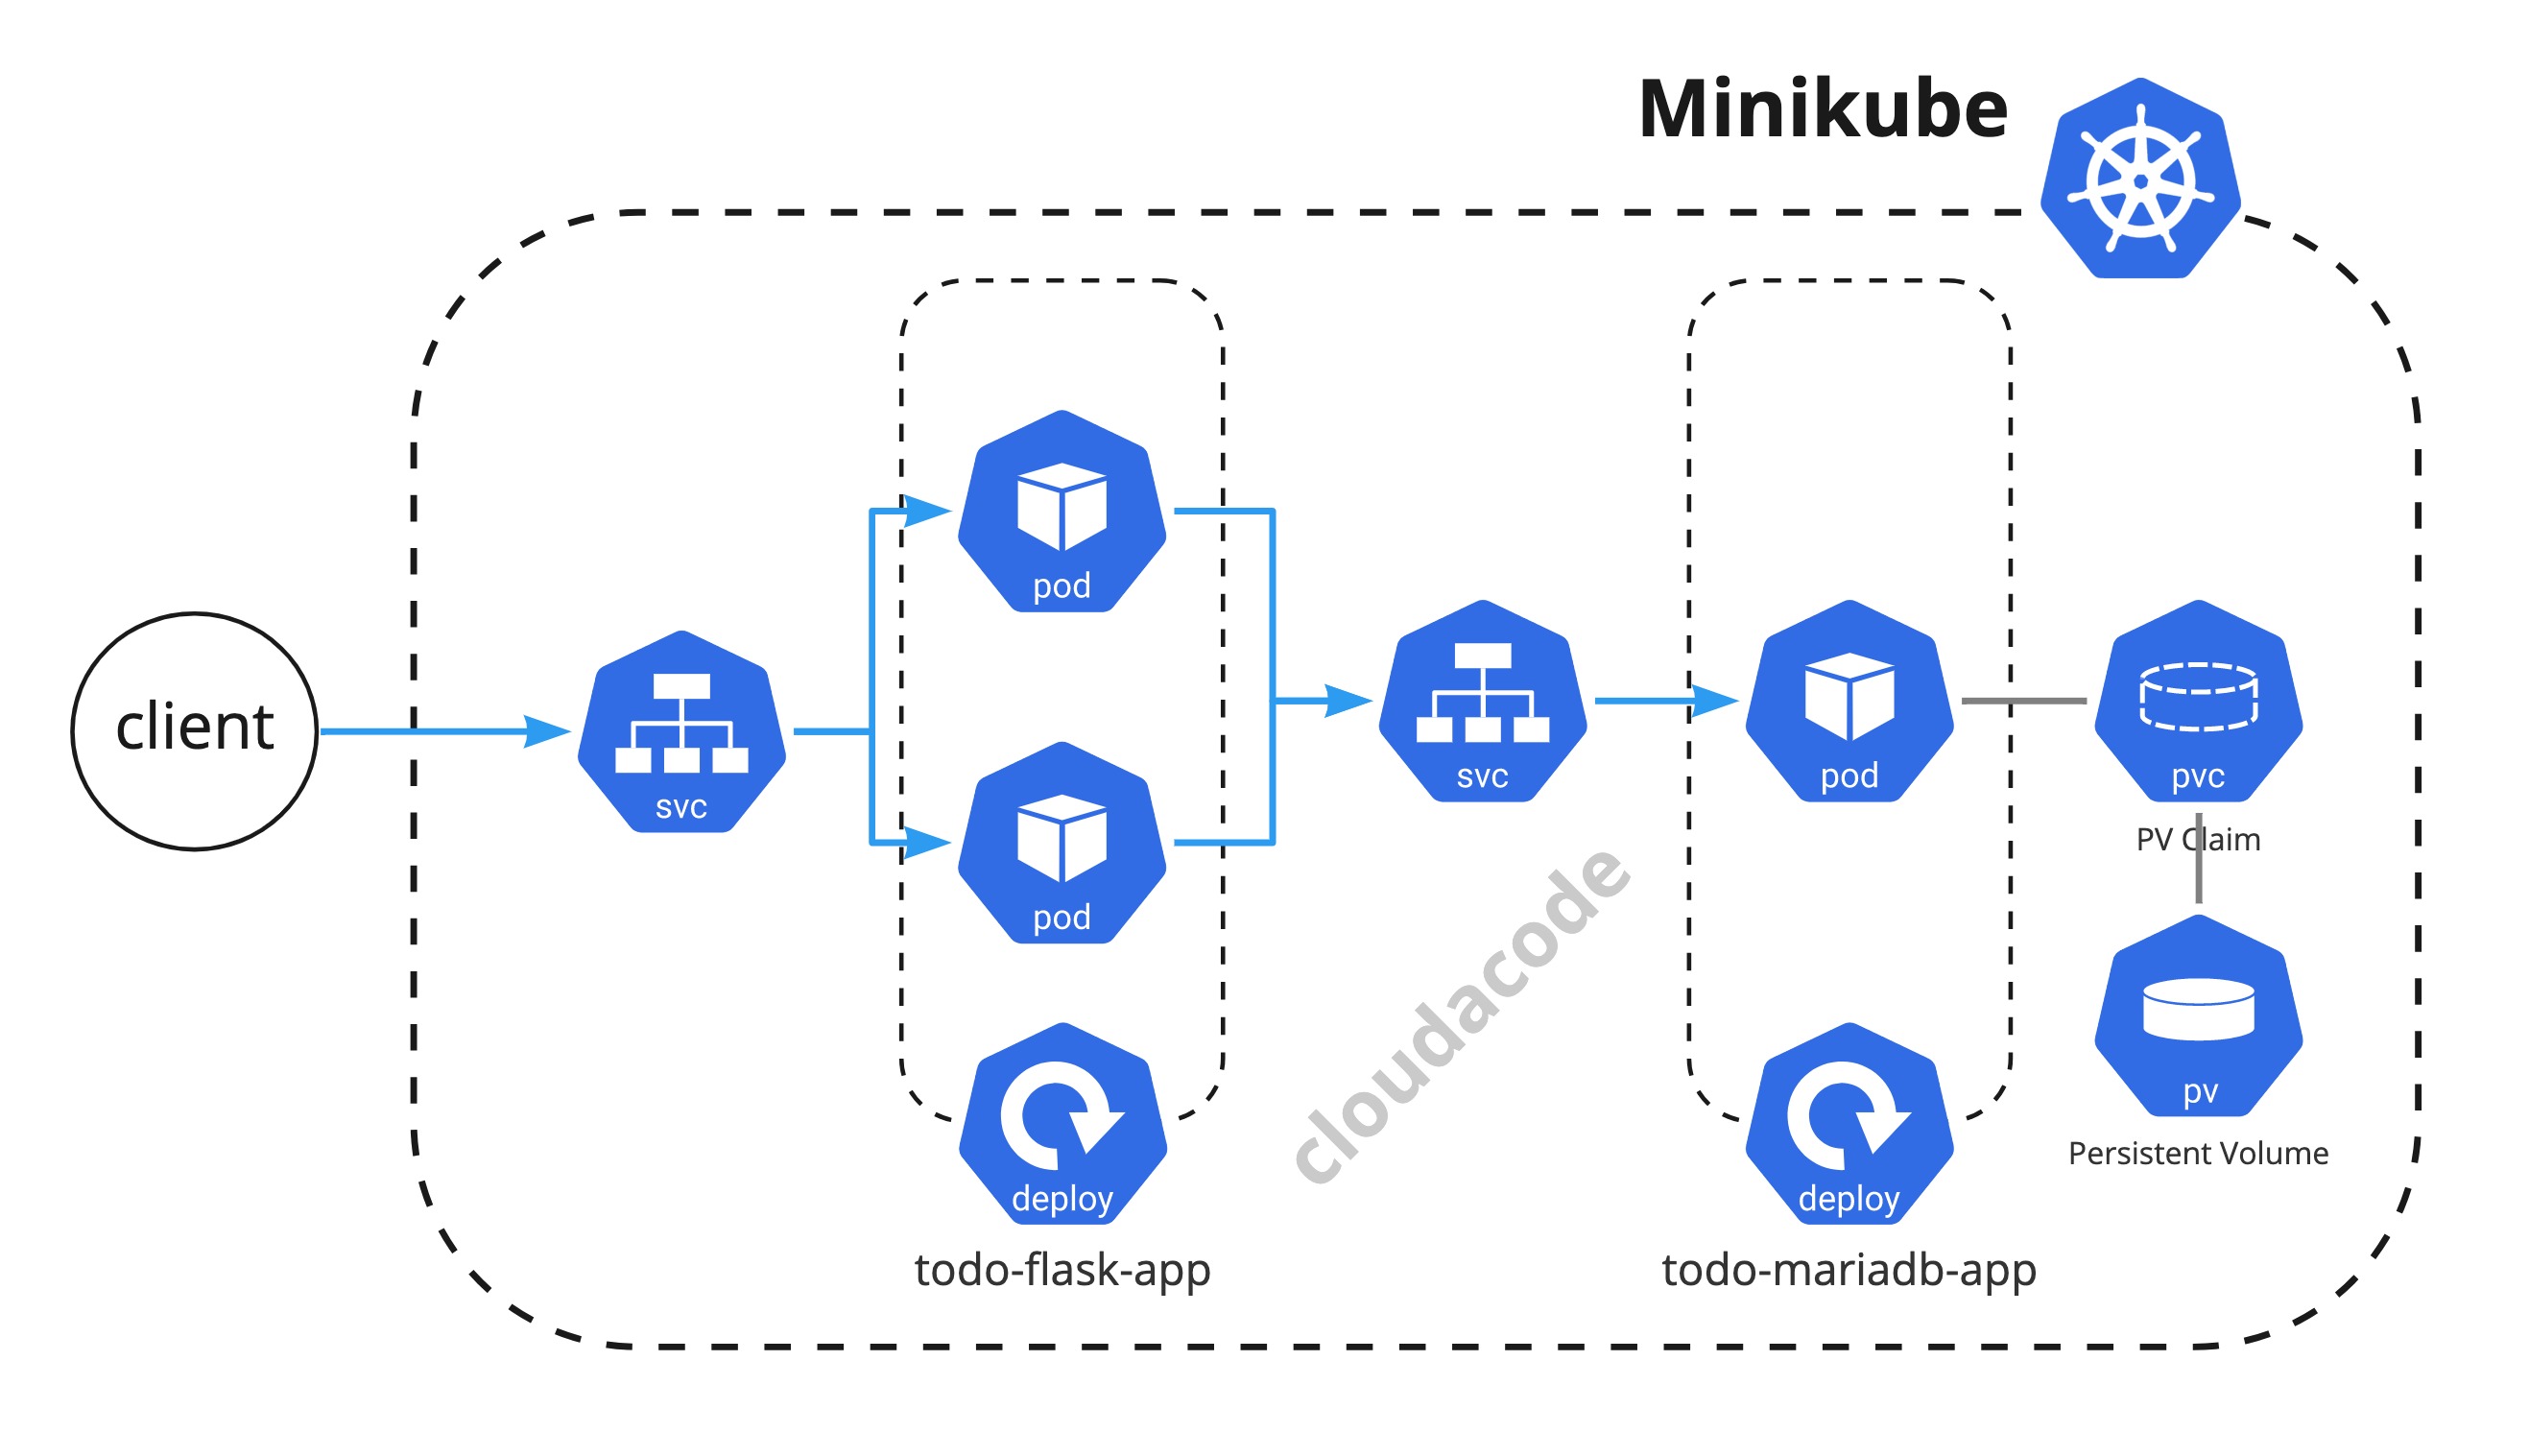 Minikube
client
svc
pod
pod
svc
pod
pvc
PV Claim
pv
Persistent Volume
deploy
todo-flask-app
deploy
todo-mariadb-app
cloudacode